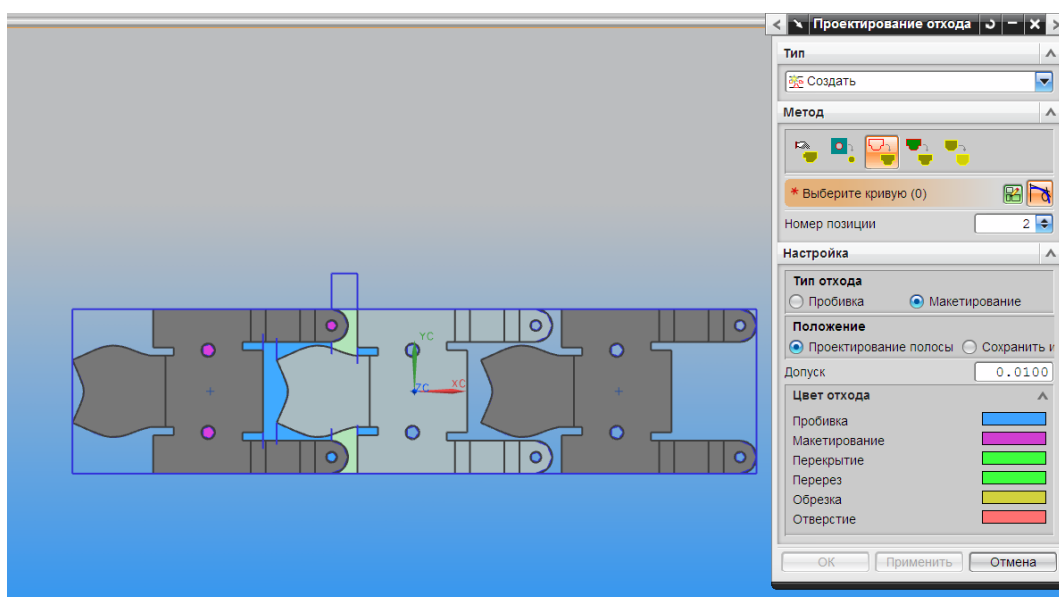 Проектирование отхода
Тип
Создать
Метод
* Выберите кривую (0)
Номер позиции 2
Настройка
Тип отхода
Пробивка Макетирование
Положение
Проектирование полосы Сохранить и
Допуск 0.0100
Цвет отхода
Пробивка
Макетирование
Перекрытие
Перерез
Обрезка
Отверстие
OK Применить Отмена
YC
ZC XC